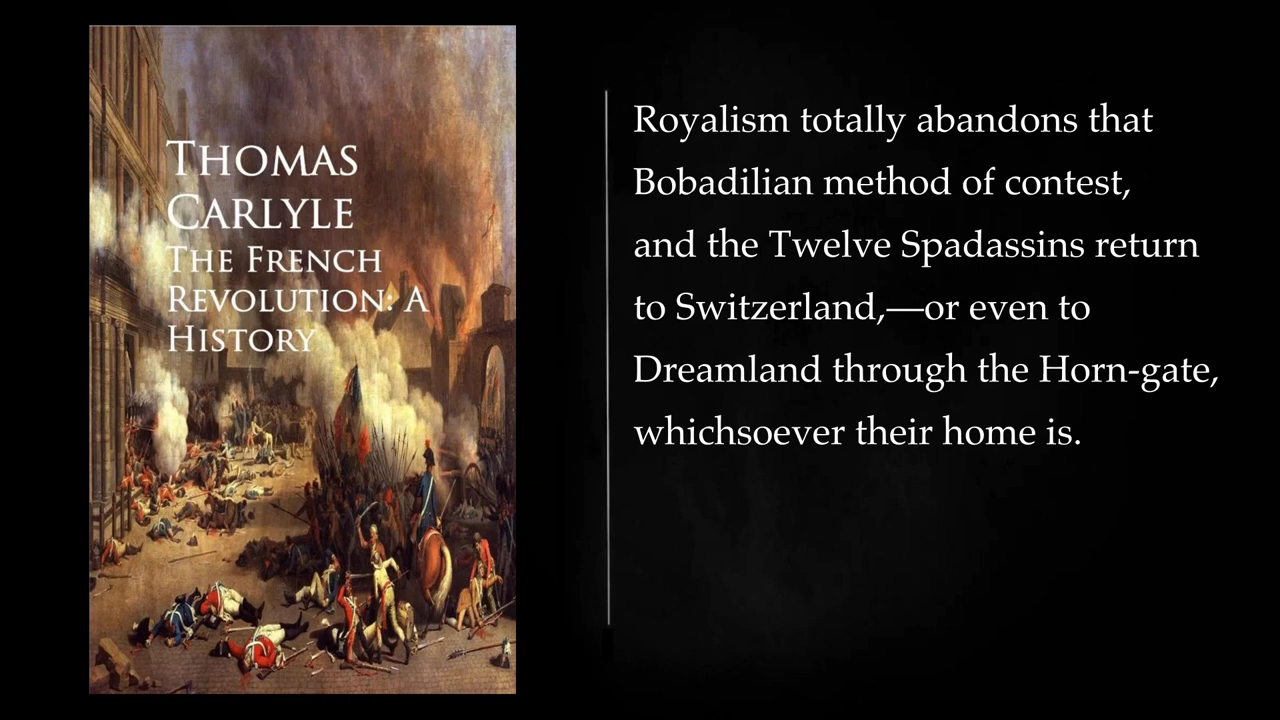 THOMAS
CARLYLE
THE FRENCH
REVOLUTION: A
HISTORY
Royalism totally abandons that
Bobadilian method of contest,
and the Twelve Spadassins return
to Switzerland,—or even to
Dreamland through the Horn-gate,
whichsoever their home is.